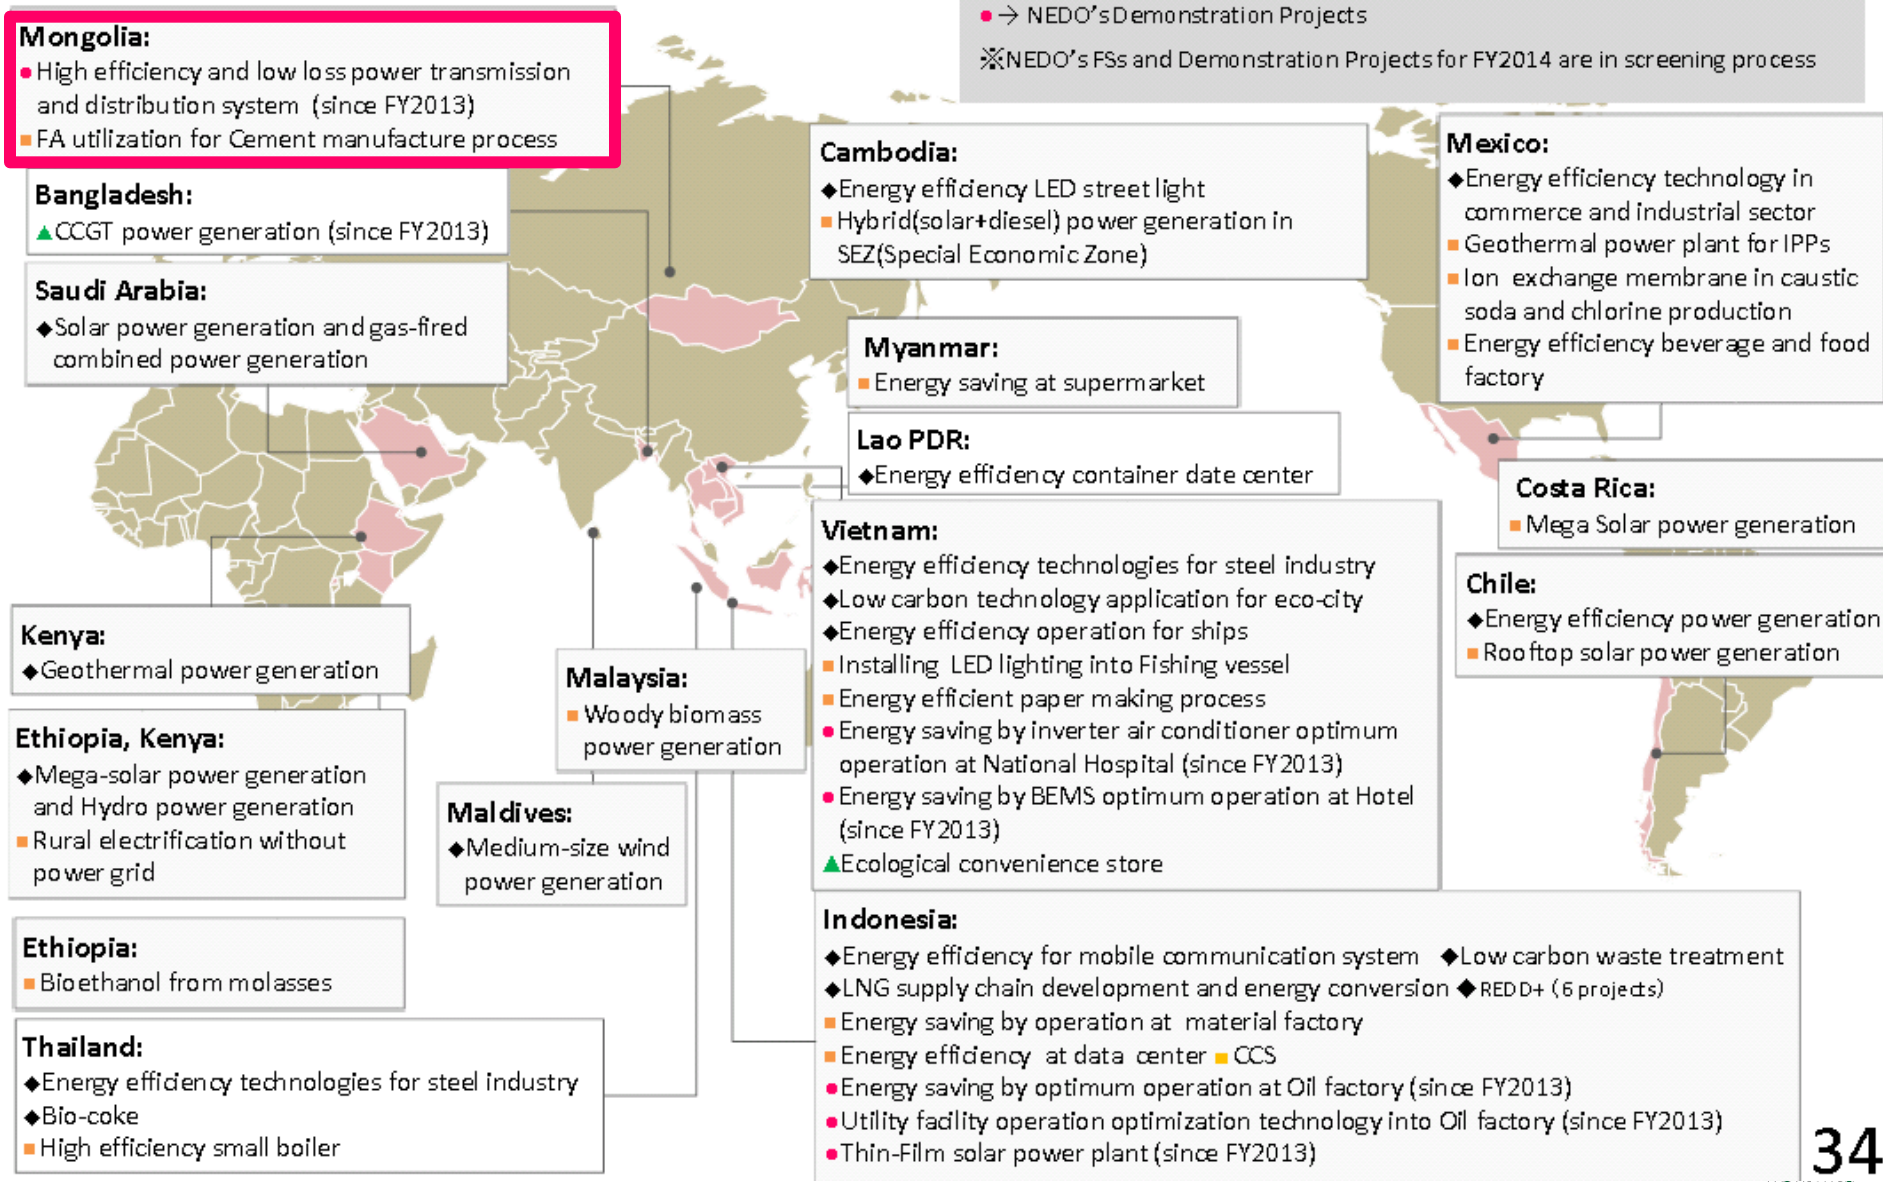 ● → NEDO's Demonstration Projects
※NEDO's FSs and Demonstration Projects for FY2014 are in screening process
Mongolia:
● High efficiency and low loss power transmission
and distribution system (since FY2013)
■ FA utilization for Cement manufacture process
Bangladesh:
▲CCGT power generation (since FY2013)
Saudi Arabia:
◆Solar power generation and gas-fired
combined power generation
Cambodia:
◆Energy efficiency LED street light
■ Hybrid(solar+diesel) power generation in
SEZ(Special Economic Zone)
Mexico:
◆Energy efficiency technology in
commerce and industrial sector
■ Geothermal power plant for IPPs
■ Ion exchange membrane in caustic
soda and chlorine production
■ Energy efficiency beverage and food
factory
Myanmar:
■ Energy saving at supermarket
Lao PDR:
◆Energy efficiency container date center
Costa Rica:
■ Mega Solar power generation
Vietnam:
◆Energy efficiency technologies for steel industry
◆Low carbon technology application for eco-city
◆Energy efficiency operation for ships
■ Installing LED lighting into Fishing vessel
■ Energy efficient paper making process
● Energy saving by inverter air conditioner optimum
operation at National Hospital (since FY2013)
● Energy saving by BEMS optimum operation at Hotel
(since FY2013)
▲Ecological convenience store
Chile:
◆Energy efficiency power generation
■ Rooftop solar power generation
Kenya:
◆Geothermal power generation
Malaysia:
■ Woody biomass
power generation
Ethiopia, Kenya:
◆Mega-solar power generation
and Hydro power generation
■ Rural electrification without
power grid
Maldives:
◆Medium-size wind
power generation
Ethiopia:
■ Bioethanol from molasses
Indonesia:
◆Energy efficiency for mobile communication system ◆Low carbon waste treatment
◆LNG supply chain development and energy conversion ◆REDD+ (6 projects)
■ Energy saving by operation at material factory
■ Energy efficiency at data center ■ CCS
● Energy saving by optimum operation at Oil factory (since FY2013)
● Utility facility operation optimization technology into Oil factory (since FY2013)
● Thin-Film solar power plant (since FY2013)
Thailand:
◆Energy efficiency technologies for steel industry
◆Bio-coke
■ High efficiency small boiler
34